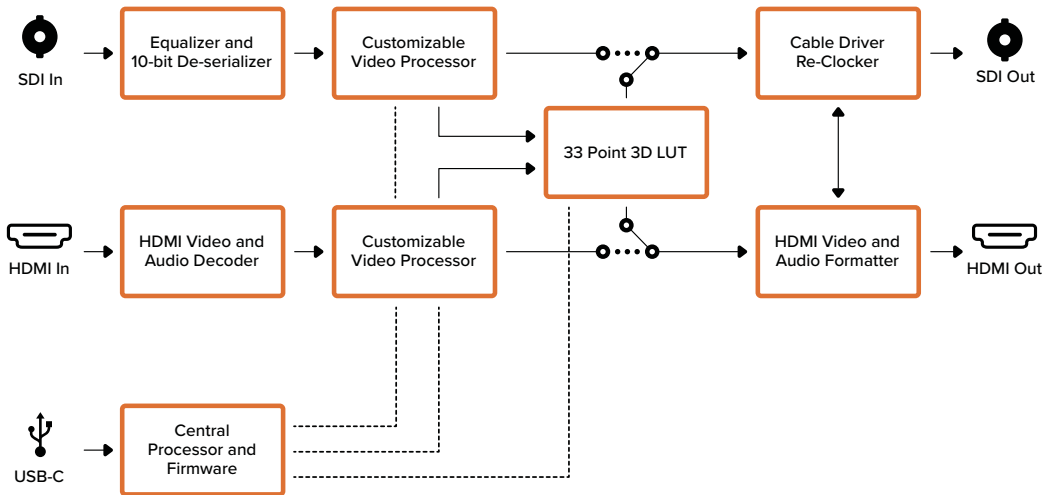 SDI In
Equalizer and
10-bit De-serializer
Customizable
Video Processor
Cable Driver
Re-Clocker
SDI Out
33 Point 3D LUT
HDMI In
HDMI Video and
Audio Decoder
Customizable
Video Processor
HDMI Video and
Audio Formatter
HDMI Out
USB-C
Central
Processor and
Firmware